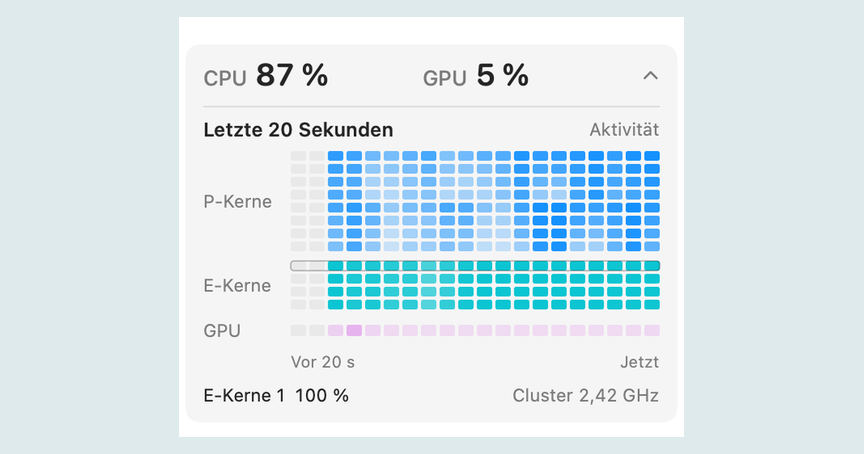 CPU 87 % GPU 5 %
Letzte 20 Sekunden Aktivität
P-Kerne
E-Kerne
GPU
Vor 20 s Jetzt
E-Kerne 1 100 % Cluster 2,42 GHz